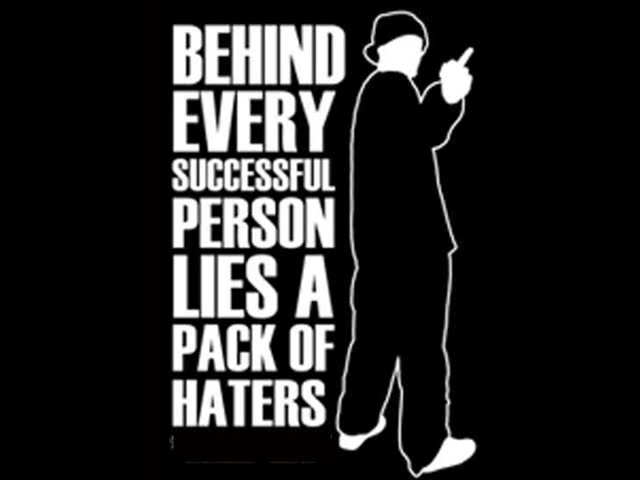 BEHIND
EVERY
SUCCESSFUL
PERSON
LIES A
PACK OF
HATERS